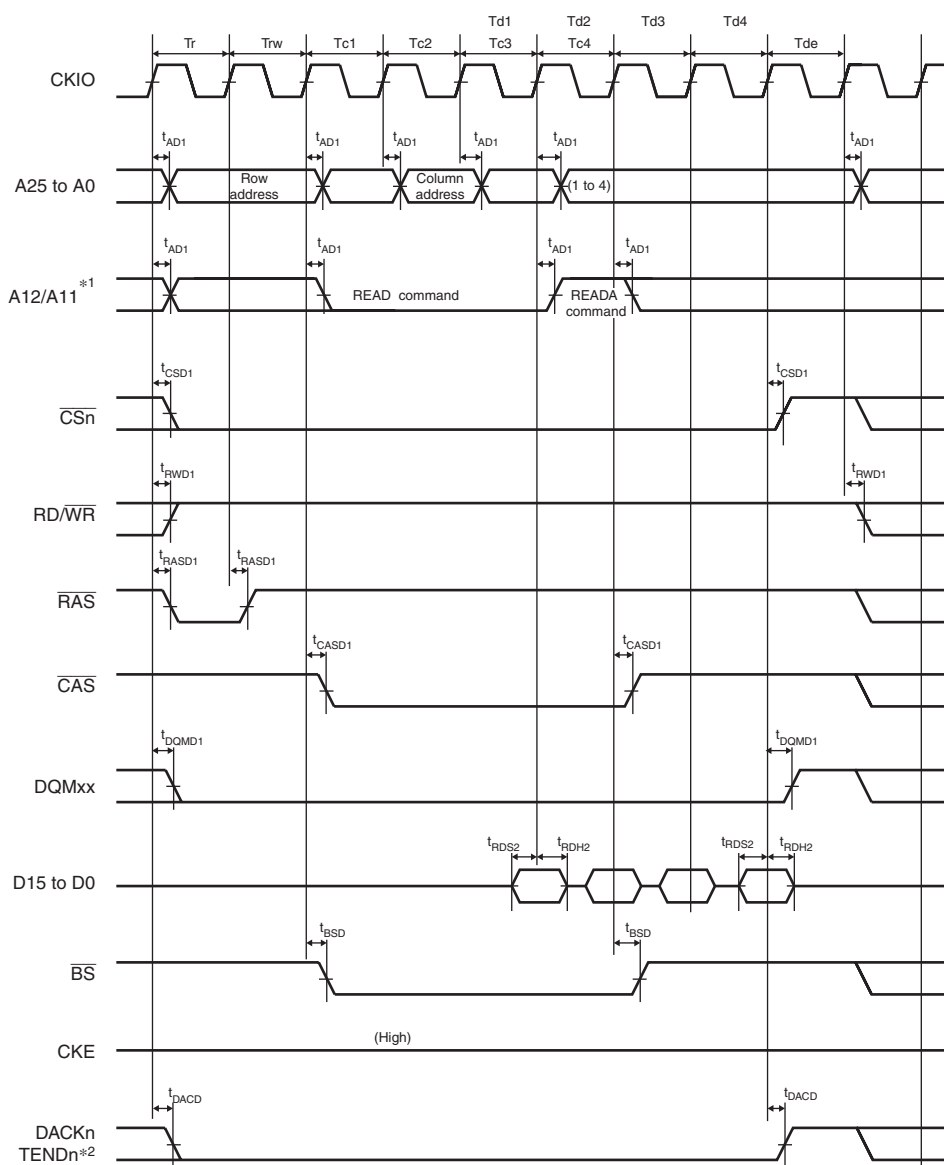 Td1 Td2 Td3 Td4
Tr Trw Tc1 Tc2 Tc3 Tc4 Tde
CKIO
tAD1 tAD1 tAD1 tAD1 tAD1 tAD1
A25 to A0
Row address
Column address
(1 to 4)
tAD1 tAD1 tAD1 tAD1
A12/A11 *1
READ command
READA command
tCSD1 tCSD1
CSn
tRWD1 tRWD1
RD/WR
tRASD1 tRASD1
RAS
tCASD1 tCASD1
CAS
tDQMD1 tDQMD1
DQMxx
tRDS2 tRDH2 tRDS2 tRDH2
D15 to D0
tBSD tBSD
BS
(High)
CKE
tDACD tDACD
DACKn
TENDn*2